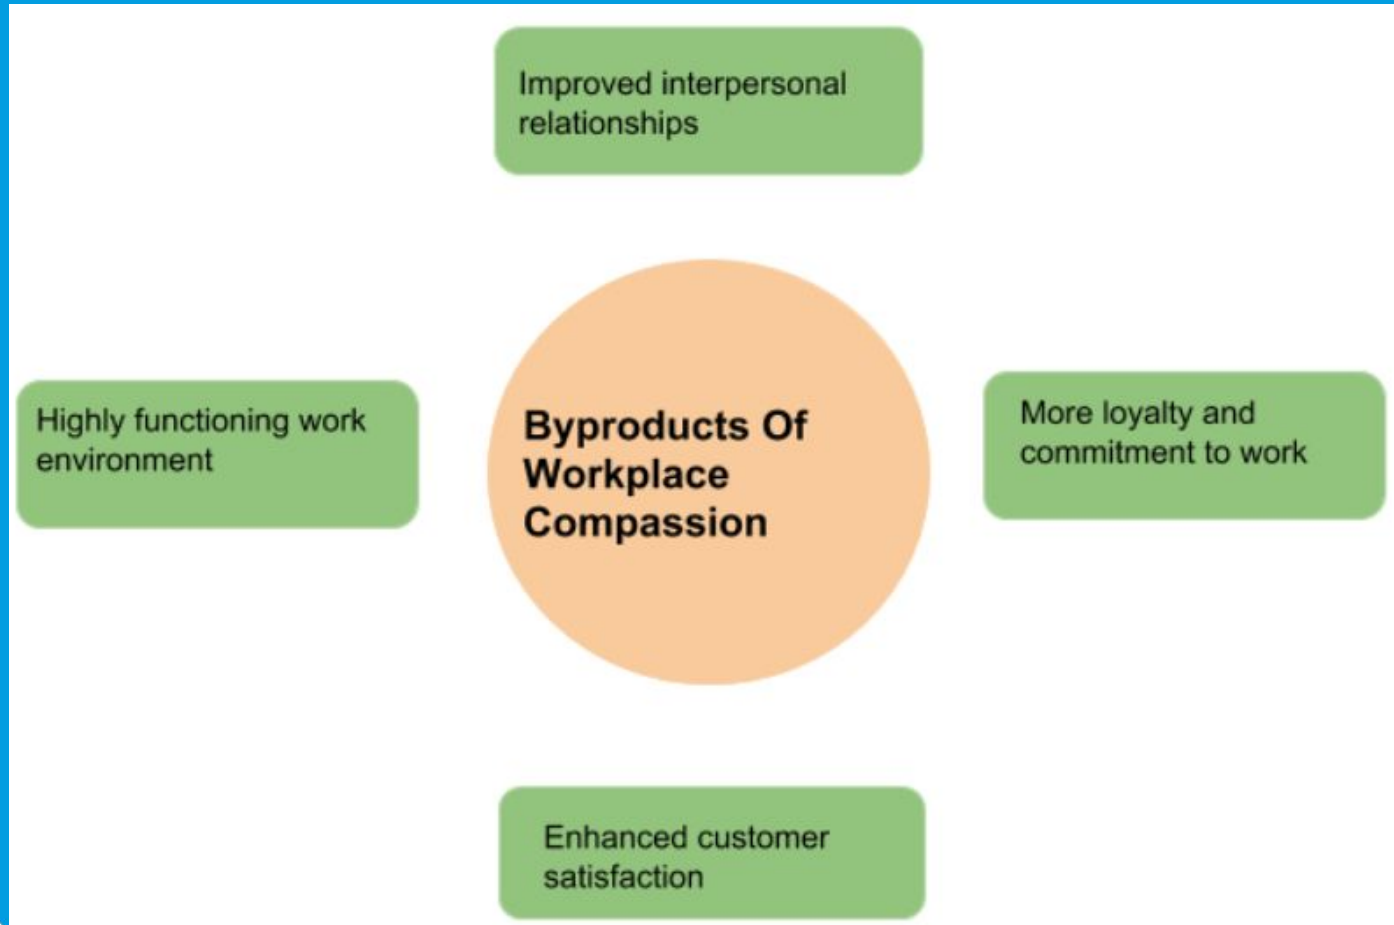 Improved interpersonal
relationships
Highly functioning work
environment
Byproducts Of
Workplace
Compassion
More loyalty and
commitment to work
Enhanced customer
satisfaction